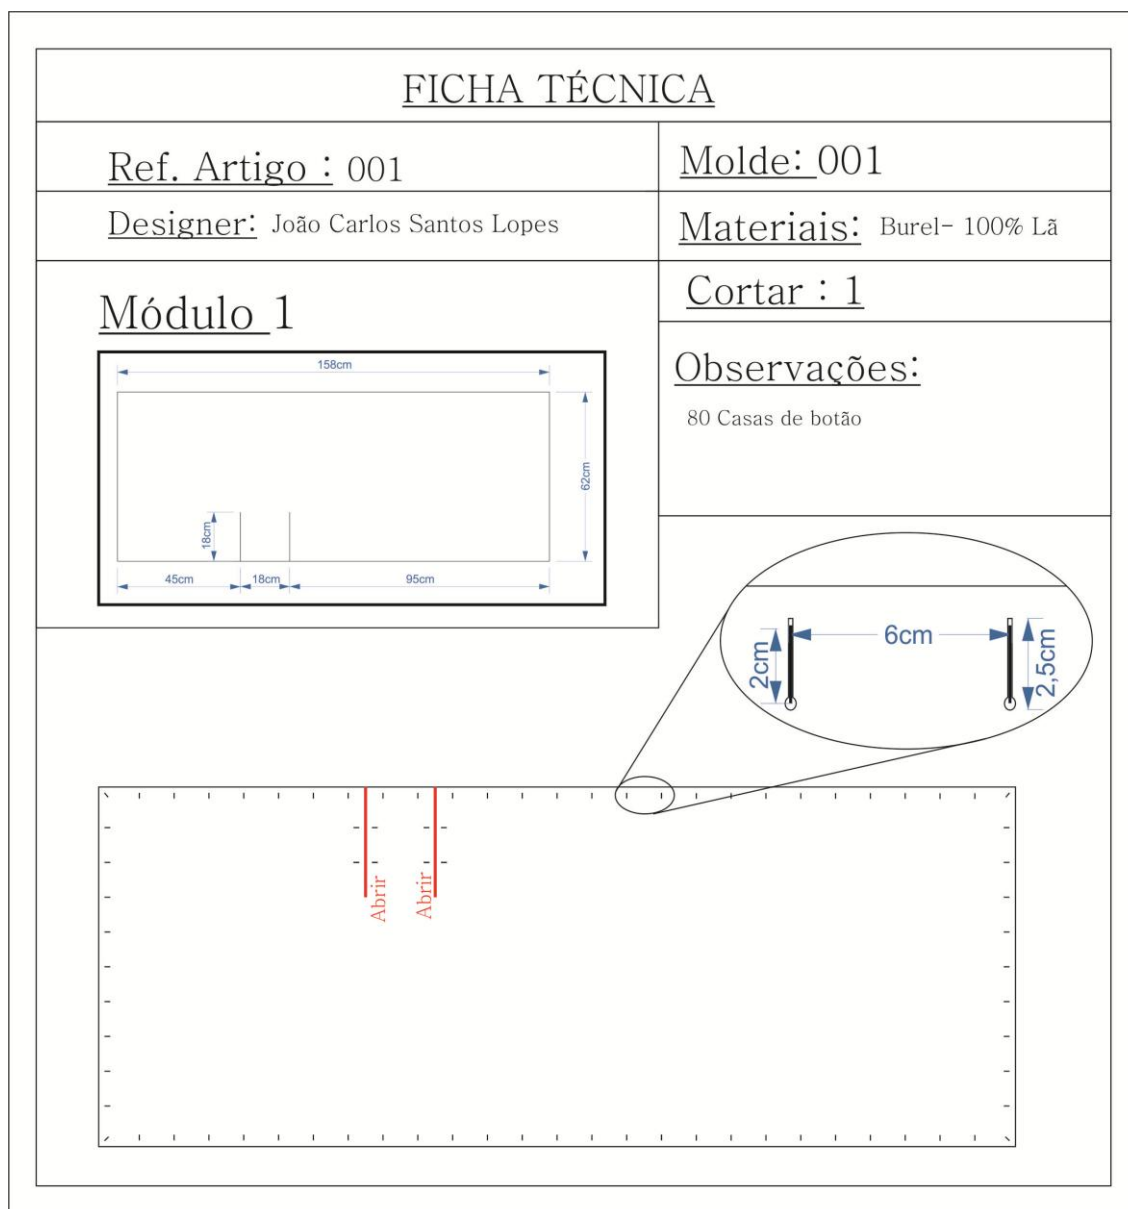 FICHA TÉCNICA
Ref. Artigo : 001
Molde: 001
Designer: João Carlos Santos Lopes
Materiais: Burel- 100% Lã
Módulo 1
Cortar : 1
158cm
62cm
18cm
45cm
18cm
95cm
Observações:
80 Casas de botão
2cm
6cm
2,5cm
Abrir
Abrir